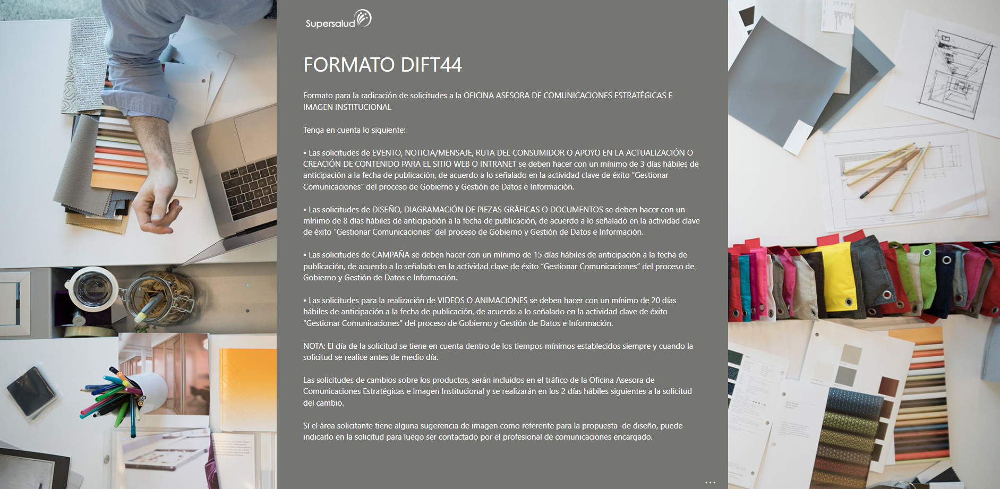 Supersalud
FORMATO DIFT44
Formato para la radicación de solicitudes a la OFICINA ASESORA DE COMUNICACIONES ESTRATÉGICAS E
IMAGEN INSTITUCIONAL
Tenga en cuenta lo siguiente:
• Las solicitudes de EVENTO, NOTICIA/MENSAJE, RUTA DEL CONSUMIDOR O APOYO EN LA ACTUALIZACIÓN O
CREACIÓN DE CONTENIDO PARA EL SITIO WEB O INTRANET se deben hacer con un mínimo de 3 días hábiles de
anticipación a la fecha de publicación, de acuerdo a lo señalado en la actividad clave de éxito “Gestionar
Comunicaciones” del proceso de Gobierno y Gestión de Datos e Información.
• Las solicitudes de DISEÑO, DIAGRAMACIÓN DE PIEZAS GRÁFICAS O DOCUMENTOS se deben hacer con un
mínimo de 8 días hábiles de anticipación a la fecha de publicación, de acuerdo a lo señalado en la actividad clave
de éxito “Gestionar Comunicaciones” del proceso de Gobierno y Gestión de Datos e Información.
• Las solicitudes de CAMPAÑA se deben hacer con un mínimo de 15 días hábiles de anticipación a la fecha de
publicación, de acuerdo a lo señalado en la actividad clave de éxito “Gestionar Comunicaciones” del proceso de
Gobierno y Gestión de Datos e Información.
• Las solicitudes para la realización de VIDEOS O ANIMACIONES se deben hacer con un mínimo de 20 días
hábiles de anticipación a la fecha de publicación, de acuerdo a lo señalado en la actividad clave de éxito
“Gestionar Comunicaciones” del proceso de Gobierno y Gestión de Datos e Información.
NOTA: El día de la solicitud se tiene en cuenta dentro de los tiempos mínimos establecidos siempre y cuando la
solicitud se realice antes de medio día.
Las solicitudes de cambios sobre los productos, serán incluidos en el tráfico de la Oficina Asesora de
Comunicaciones Estratégicas e Imagen Institucional y se realizarán en los 2 días hábiles siguientes a la solicitud
del cambio.
Sí el área solicitante tiene alguna sugerencia de imagen como referente para la propuesta  de diseño, puede
indicarlo en la solicitud para luego ser contactado por el profesional de comunicaciones encargado.